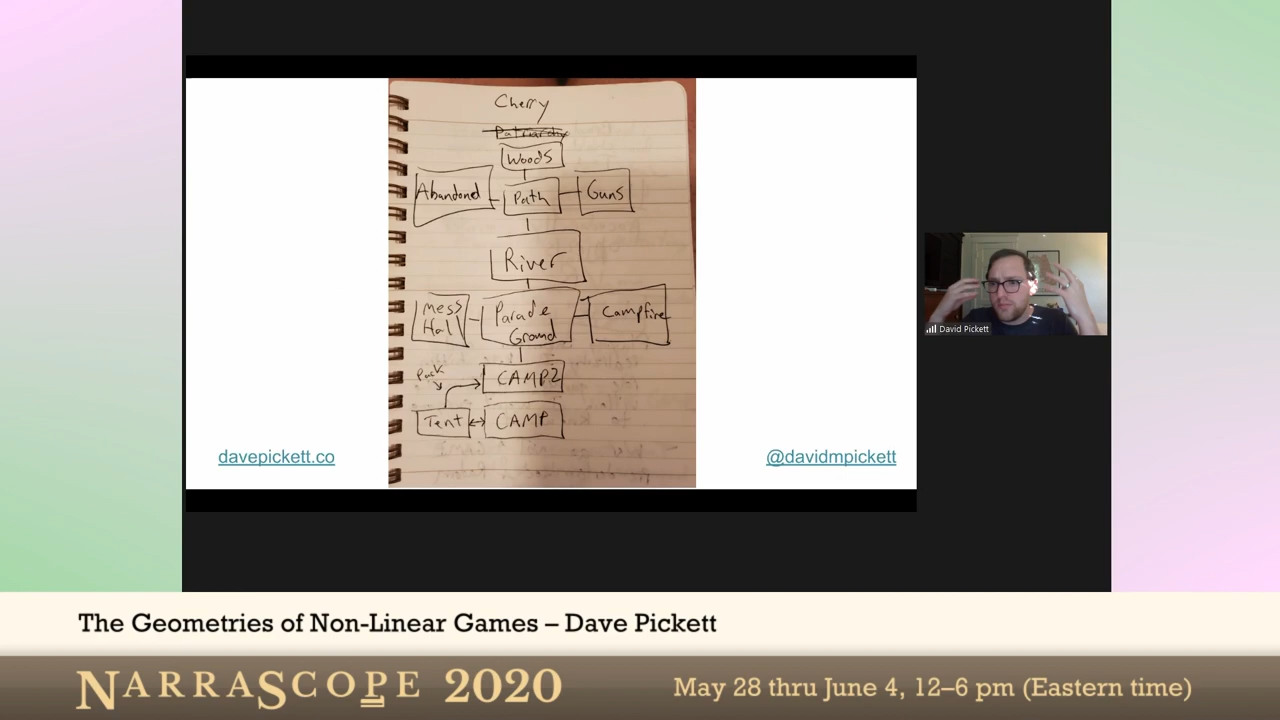 Cherry
Patriarchy
Woods
Abandond
Path
Guns
River
Mess
Hall
Parade
Ground
Campfire
Pack
CAMP2
Tent
CAMP
davepickett.co
@davidmpickett
David Pickett
The Geometries of Non-Linear Games – Dave Pickett
NARRASCOPE 2020
May 28 thru June 4, 12–6 pm (Eastern time)